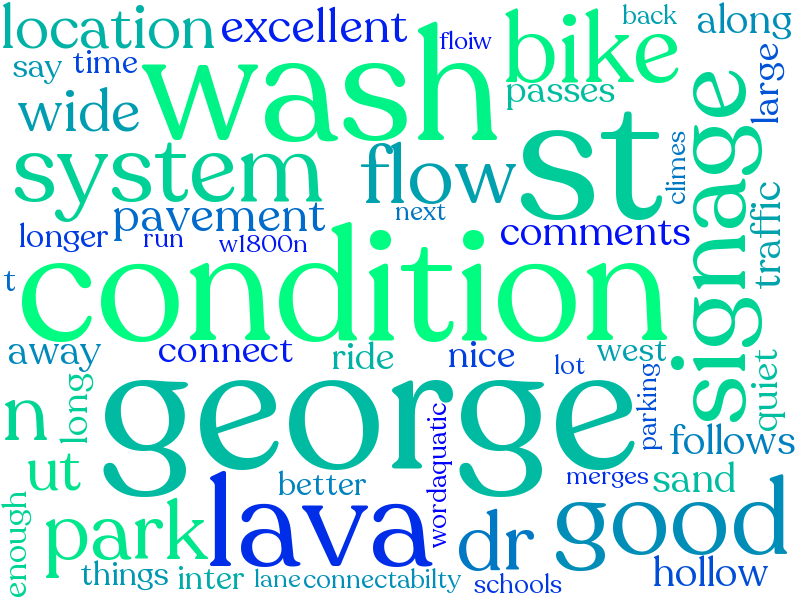 location
excellent
floiw
back
along
say
time
wash
bike
passes
large
wide
system
flow
st
climes
signage
traffic
pavement
next
longer
run
w1800n
comments
t
condition
away
connect
ride
nice
lot
west
parking
quiet
n
long
george
wordaquatic
follows
ut
better
merges
sand
enough
park
lava
dr
good
things
inter
lane
connectabilty
schools
hollow